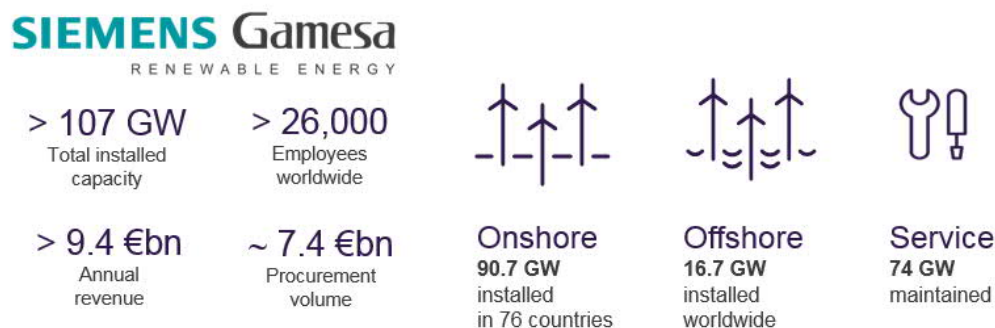 SIEMENS Gamesa
RENEWABLE ENERGY
> 107 GW
Total installed
capacity
> 26,000
Employees
worldwide
> 9.4 €bn
Annual
revenue
~ 7.4 €bn
Procurement
volume
Onshore
90.7 GW
installed
in 76 countries
Offshore
16.7 GW
installed
worldwide
Service
74 GW
maintained